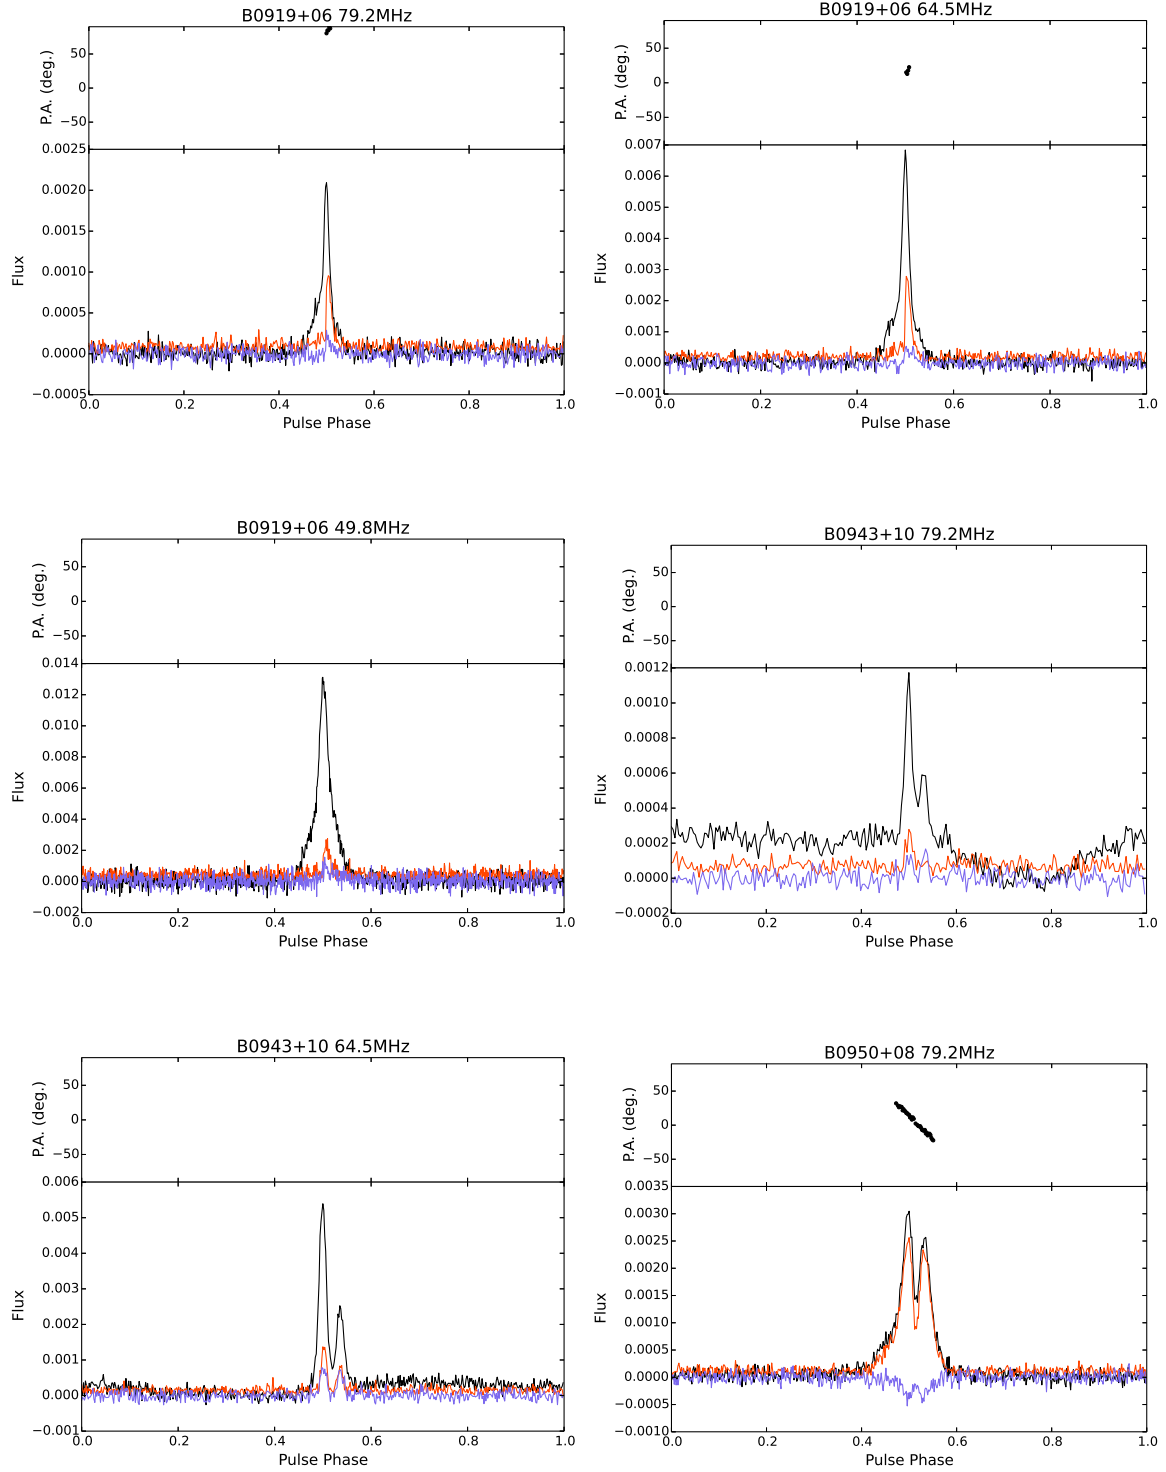 B0919+06 79.2MHz
P.A. (deg.)
50
0
−50
0.0025
0.0020
0.0015
0.0010
0.0005
0.0000
−0.0005
Flux
0.0 0.2 0.4 0.6 0.8 1.0
Pulse Phase
B0919+06 64.5MHz
P.A. (deg.)
50
0
−50
0.007
0.006
0.005
0.004
0.003
0.002
0.001
0.000
−0.001
Flux
0.0 0.2 0.4 0.6 0.8 1.0
Pulse Phase
B0919+06 49.8MHz
P.A. (deg.)
50
0
−50
0.014
0.012
0.010
0.008
0.006
0.004
0.002
0.000
−0.002
Flux
0.0 0.2 0.4 0.6 0.8 1.0
Pulse Phase
B0943+10 79.2MHz
P.A. (deg.)
50
0
−50
0.0012
0.0010
0.0008
0.0006
0.0004
0.0002
0.0000
−0.0002
Flux
0.0 0.2 0.4 0.6 0.8 1.0
Pulse Phase
B0943+10 64.5MHz
P.A. (deg.)
50
0
−50
0.006
0.005
0.004
0.003
0.002
0.001
0.000
−0.001
Flux
0.0 0.2 0.4 0.6 0.8 1.0
Pulse Phase
B0950+08 79.2MHz
P.A. (deg.)
50
0
−50
0.0035
0.0030
0.0025
0.0020
0.0015
0.0010
0.0005
0.0000
−0.0005
−0.0010
Flux
0.0 0.2 0.4 0.6 0.8 1.0
Pulse Phase